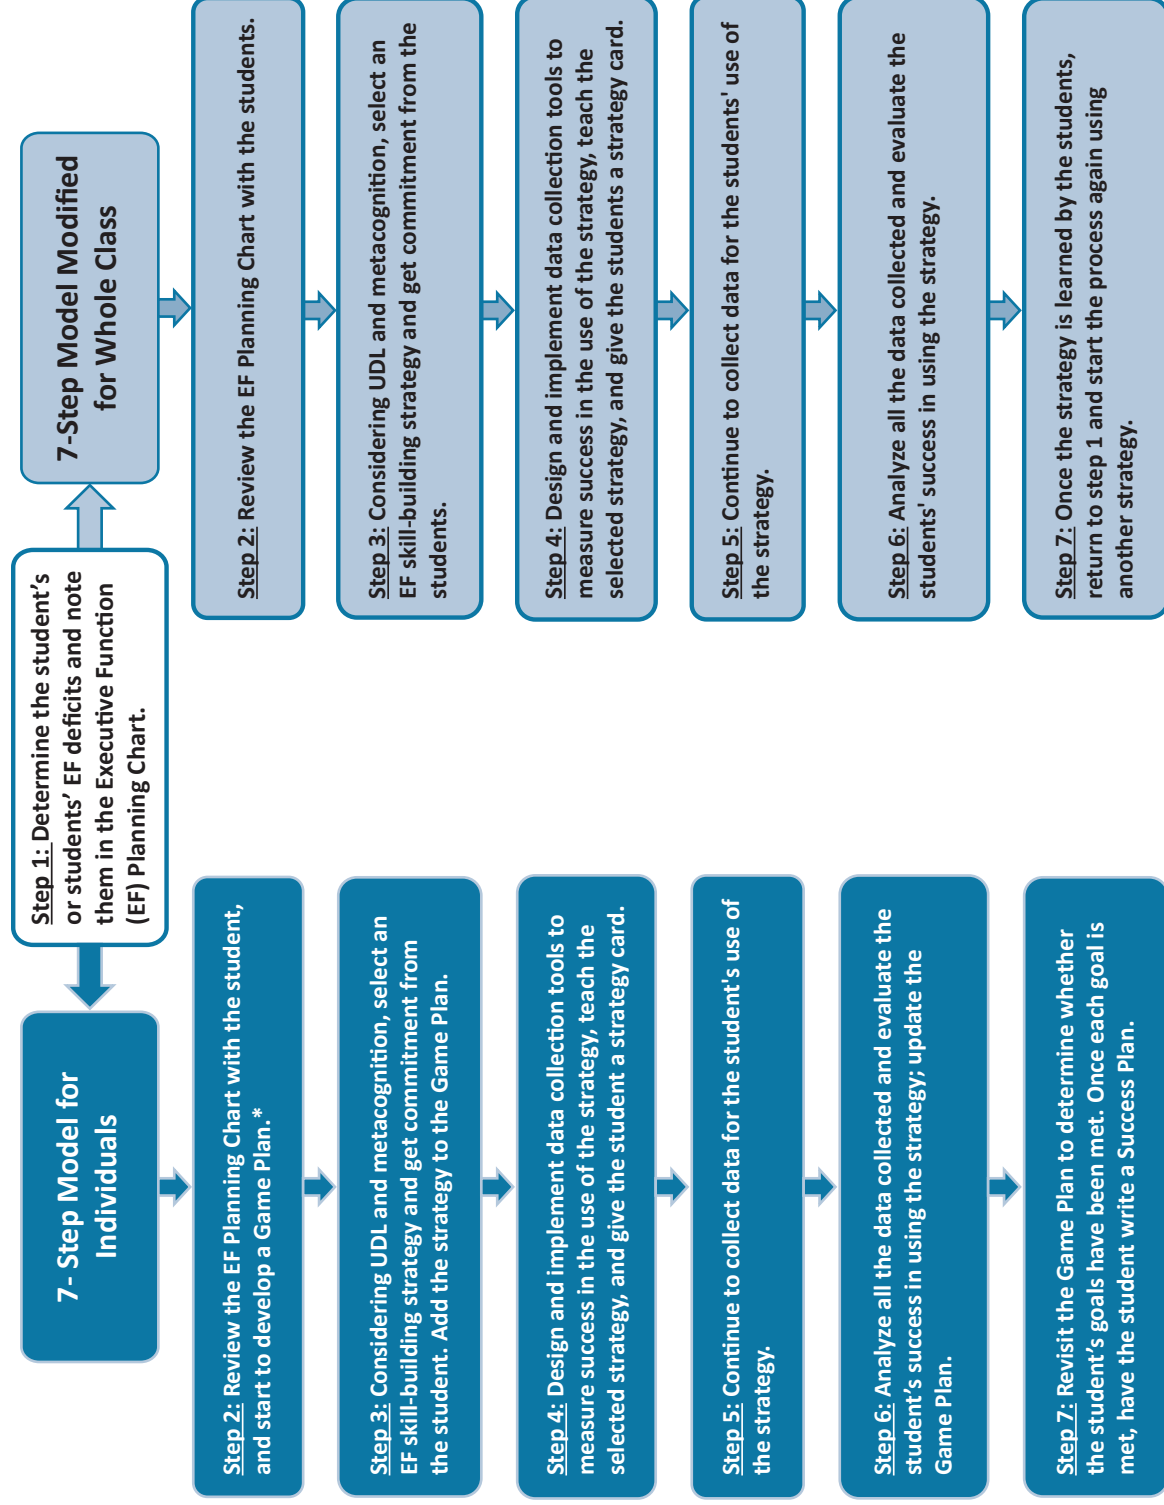 Step 1: Determine the student's
or students' EF deficits and note
them in the Executive Function
(EF) Planning Chart.
7- Step Model for
Individuals
Step 2: Review the EF Planning Chart with the student,
and start to develop a Game Plan.*
Step 3: Considering UDL and metacognition, select an
EF skill-building strategy and get commitment from
the student. Add the strategy to the Game Plan.
Step 4: Design and implement data collection tools to
measure success in the use of the strategy, teach the
selected strategy, and give the student a strategy card.
Step 5: Continue to collect data for the student's use of
the strategy.
Step 6: Analyze all the data collected and evaluate the
student's success in using the strategy; update the
Game Plan.
Step 7: Revisit the Game Plan to determine whether
the student's goals have been met. Once each goal is
met, have the student write a Success Plan.
7-Step Model Modified
for Whole Class
Step 2: Review the EF Planning Chart with the students.
Step 3: Considering UDL and metacognition, select an
EF skill-building strategy and get commitment from the
students.
Step 4: Design and implement data collection tools to
measure success in the use of the strategy, teach the
selected strategy, and give the students a strategy card.
Step 5: Continue to collect data for the students' use of
the strategy.
Step 6: Analyze all the data collected and evaluate the
students' success in using the strategy.
Step 7: Once the strategy is learned by the students,
return to step 1 and start the process again using
another strategy.